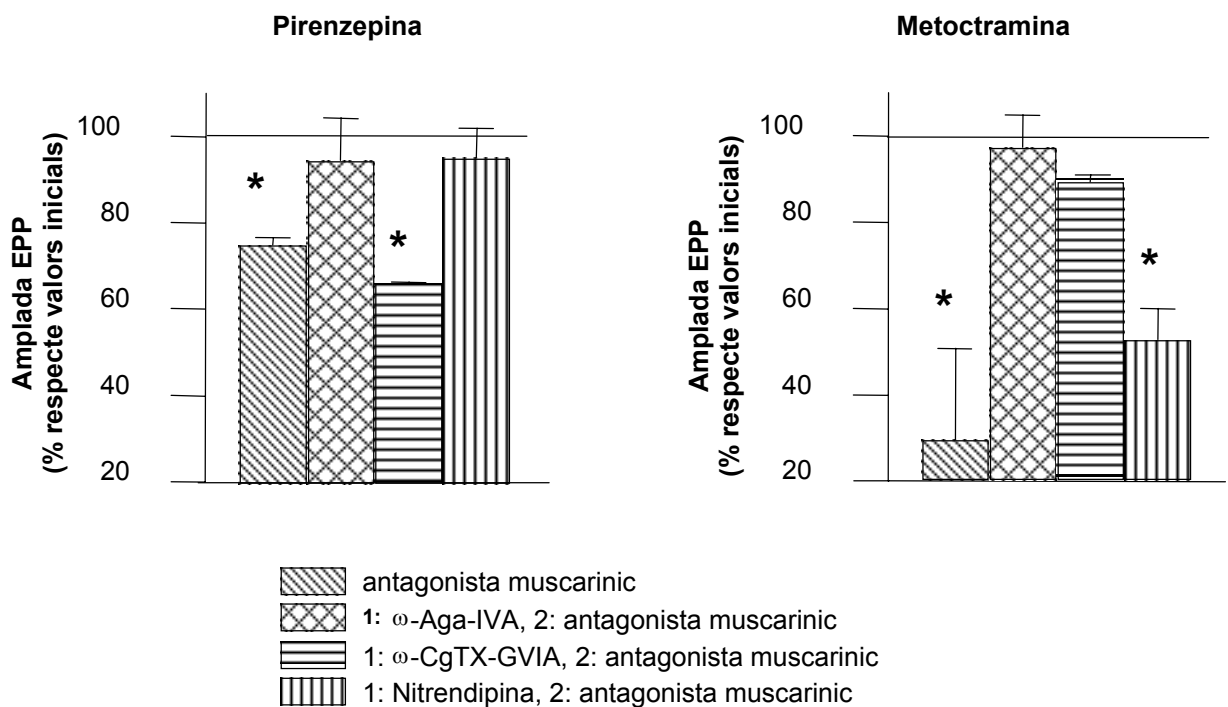 Pirenzepina
Metoctramina
Amplada EPP
(% respecte valors inicials)
100
80
60
40
20
*
*
Amplada EPP
(% respecte valors inicials)
100
80
60
40
20
*
*
antagonista muscarinic
1: ω-Aga-IVA, 2: antagonista muscarinic
1: ω-CgTX-GVIA, 2: antagonista muscarinic
1: Nitrendipina, 2: antagonista muscarinic